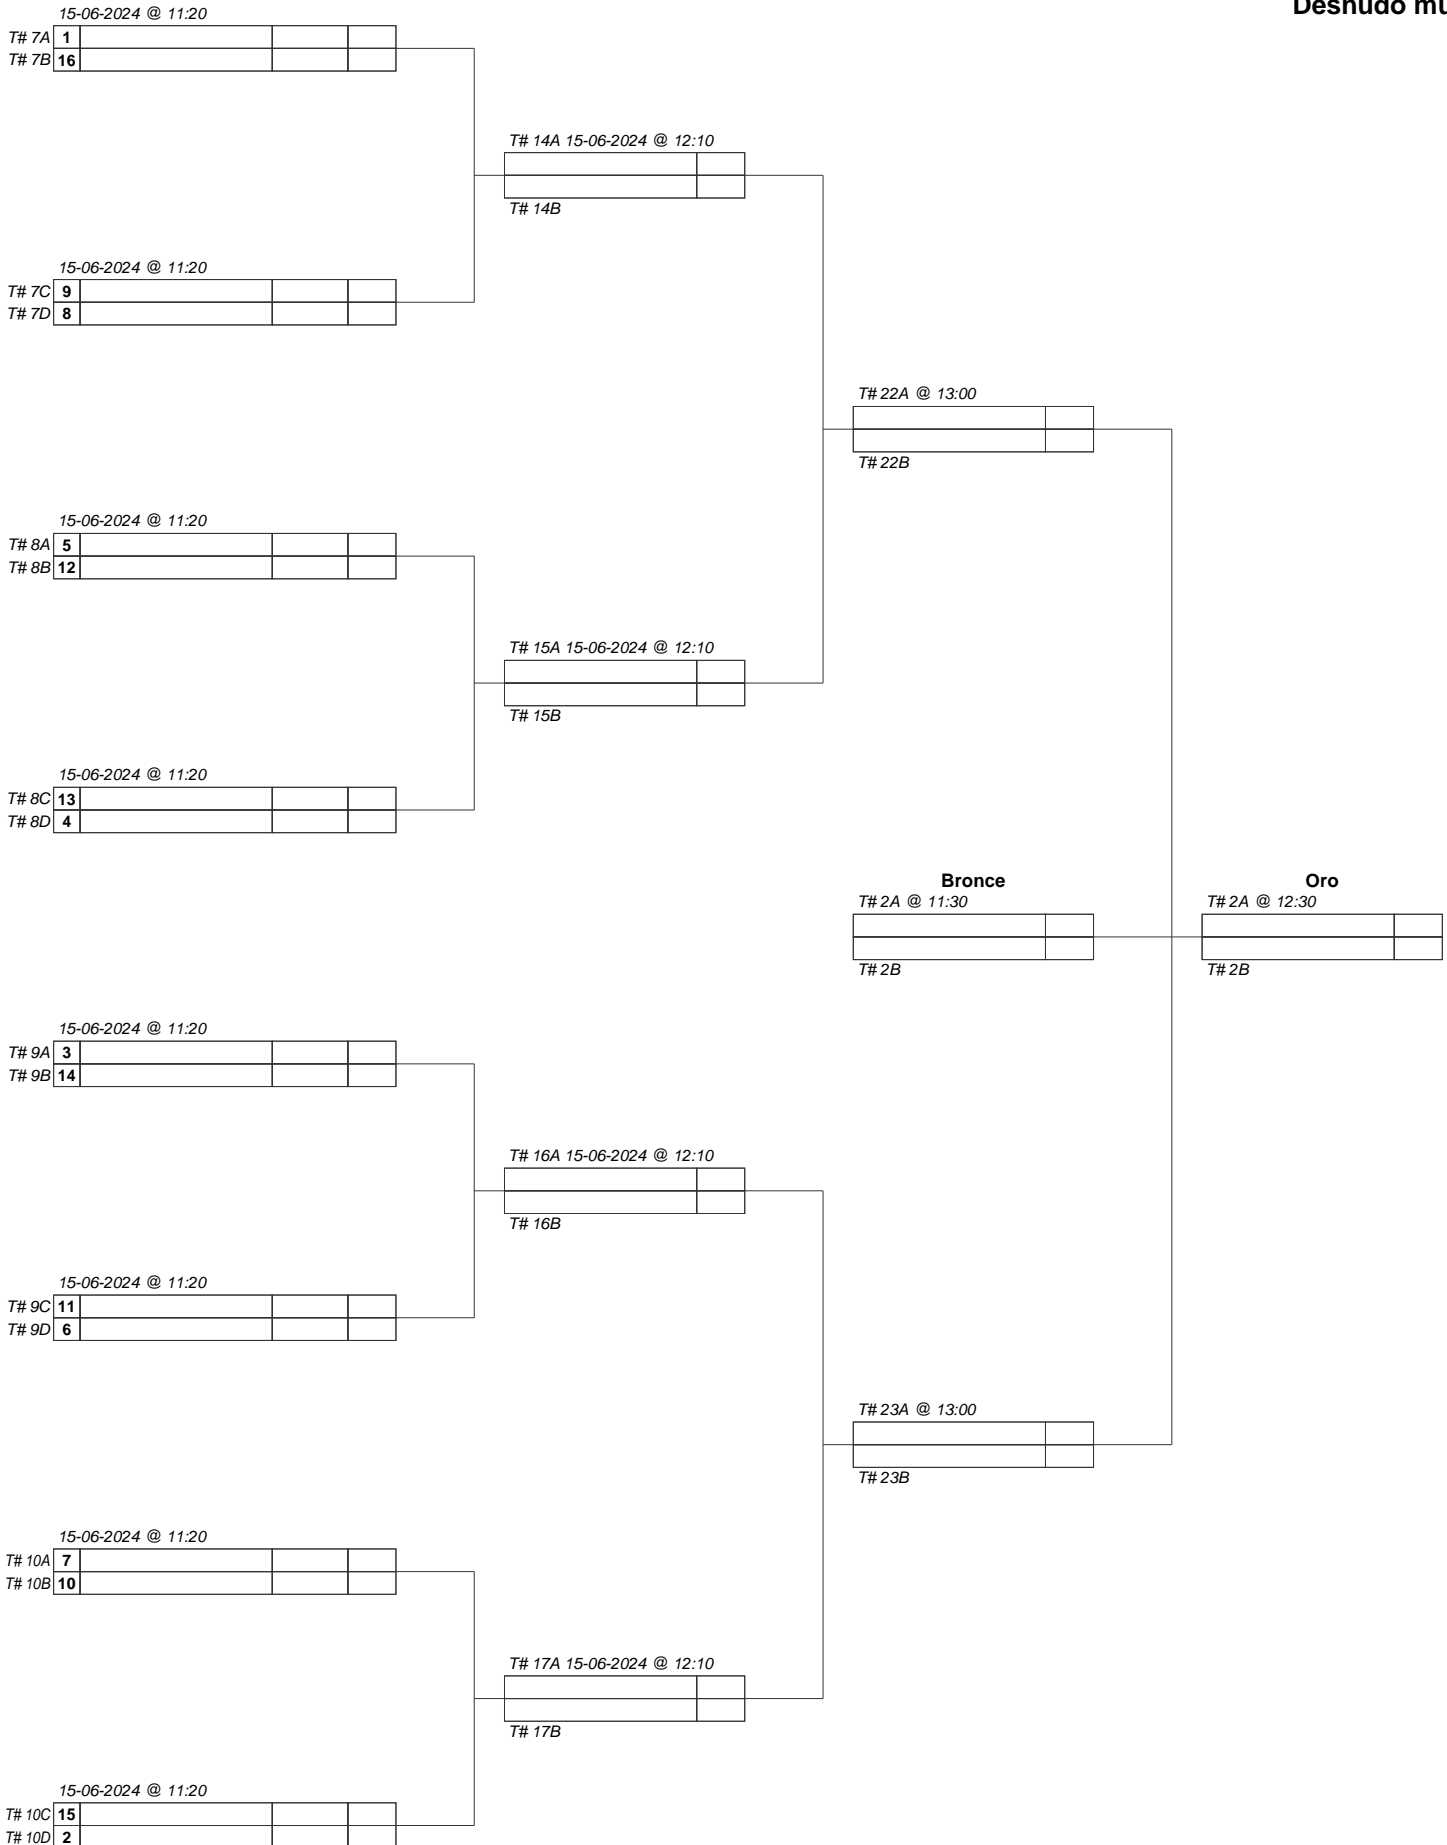 Desnudo mu
15-06-2024 @ 11:20
T# 7A 1
T# 7B 16
T# 14A 15-06-2024 @ 12:10
T# 14B
15-06-2024 @ 11:20
T# 7C 9
T# 7D 8
T# 22A @ 13:00
T# 22B
15-06-2024 @ 11:20
T# 8A 5
T# 8B 12
T# 15A 15-06-2024 @ 12:10
T# 15B
15-06-2024 @ 11:20
T# 8C 13
T# 8D 4
Bronce
T# 2A @ 11:30
T# 2B
Oro
T# 2A @ 12:30
T# 2B
15-06-2024 @ 11:20
T# 9A 3
T# 9B 14
T# 16A 15-06-2024 @ 12:10
T# 16B
15-06-2024 @ 11:20
T# 9C 11
T# 9D 6
T# 23A @ 13:00
T# 23B
15-06-2024 @ 11:20
T# 10A 7
T# 10B 10
T# 17A 15-06-2024 @ 12:10
T# 17B
15-06-2024 @ 11:20
T# 10C 15
T# 10D 2